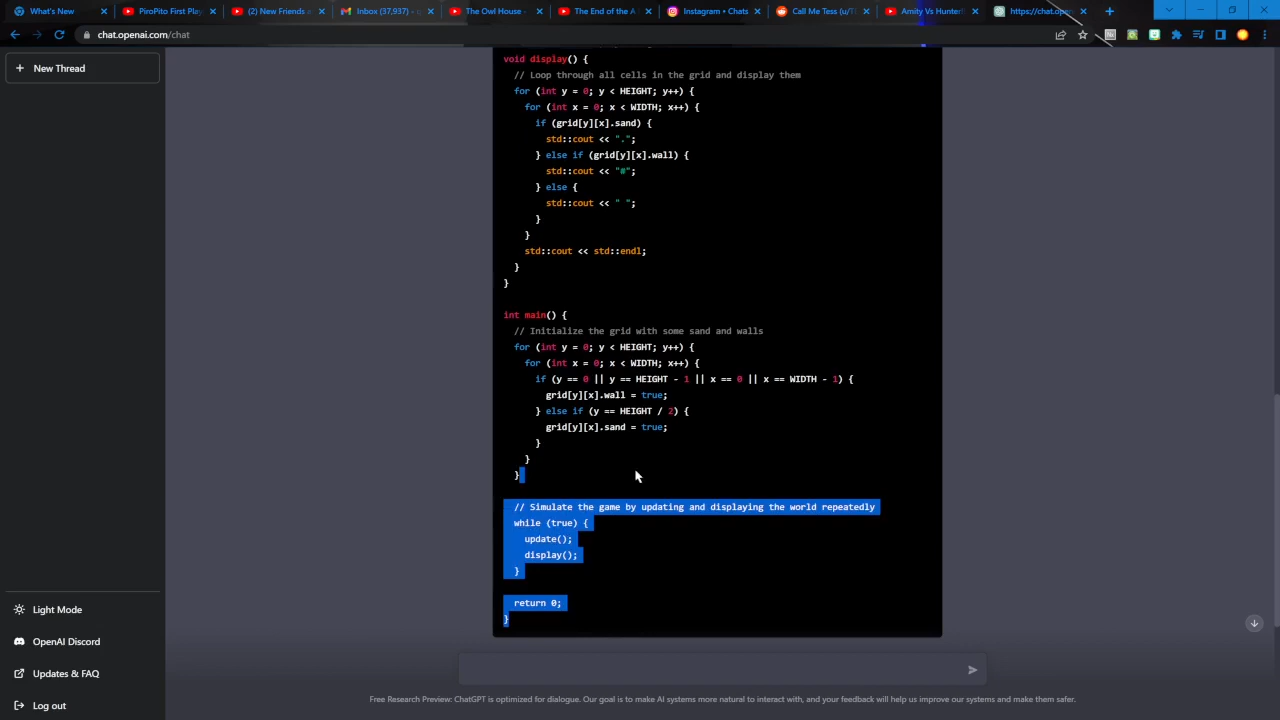 What's New
PiroPito First Play
(2) New Friends a
Inbox (37,937) -
The Owl House -
The End of the A
Instagram • Chats
Call Me Tess (u/T
Amity Vs Hunter
https://chat.open
chat.openai.com/chat
New Thread
void display() {
// Loop through all cells in the grid and display them
for (int y = 0; y < HEIGHT; y++) {
for (int x = 0; x < WIDTH; x++) {
if (grid[y][x].sand) {
std::cout << ".";
} else if (grid[y][x].wall) {
std::cout << "#";
} else {
std::cout << " ";
}
}
std::cout << std::endl;
}
}
int main() {
// Initialize the grid with some sand and walls
for (int y = 0; y < HEIGHT; y++) {
for (int x = 0; x < WIDTH; x++) {
if (y == 0 || y == HEIGHT - 1 || x == 0 || x == WIDTH - 1) {
grid[y][x].wall = true;
} else if (y == HEIGHT / 2) {
grid[y][x].sand = true;
}
}
}
// Simulate the game by updating and displaying the world repeatedly
while (true) {
update();
display();
}
return 0;
}
Light Mode
OpenAI Discord
Updates & FAQ
Log out
Free Research Preview: ChatGPT is optimized for dialogue. Our goal is to make AI systems more natural to interact with, and your feedback will help us improve our systems and make them safer.